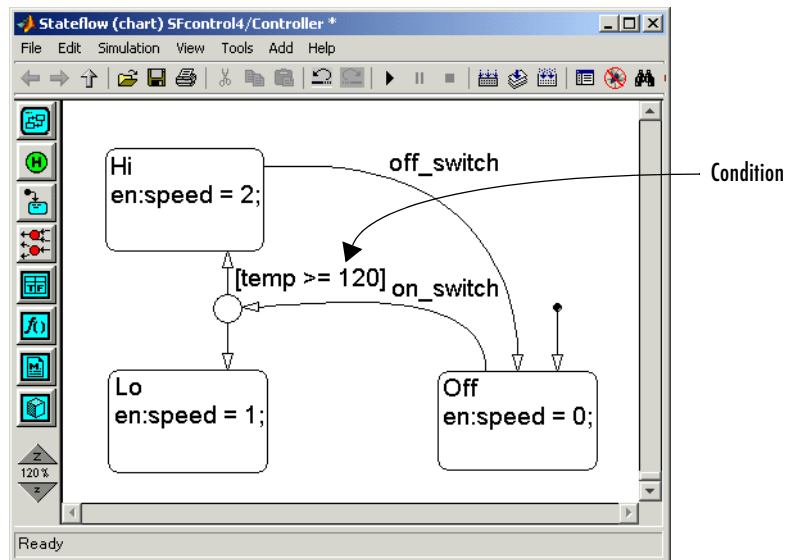 Stateflow (chart) SFcontrol4/Controller *
File Edit Simulation View Tools Add Help
Hi
en:speed = 2;
off_switch
Condition
[temp >= 120]
on_switch
Lo
en:speed = 1;
Off
en:speed = 0;
H
TF
f()
M
Z
120%
z
Ready